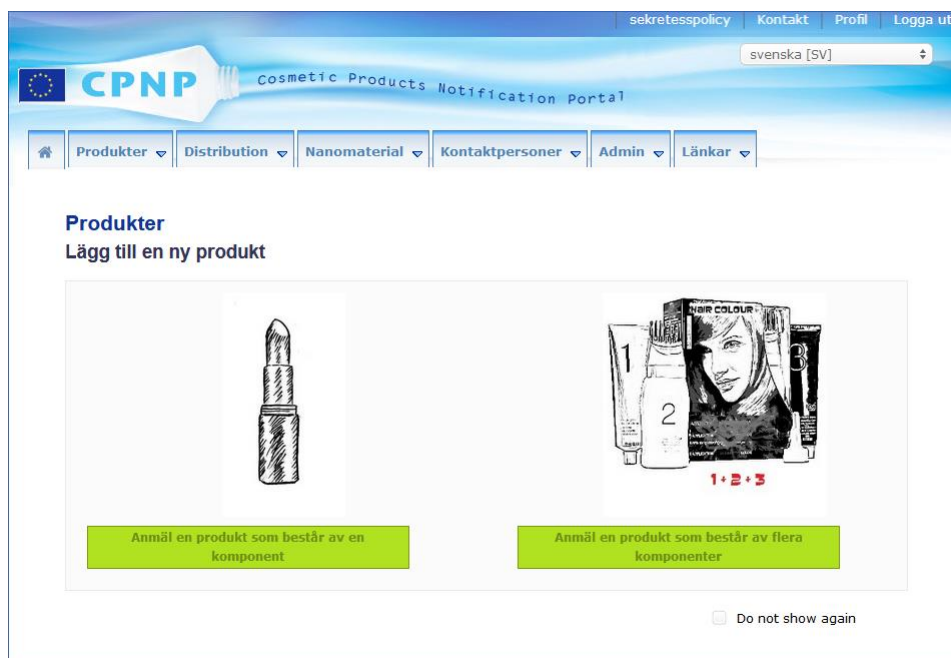 sekretesspolicy Kontakt Profil Logga ut
svenska [SV]
CPNP Cosmetic Products Notification Portal
Produkter Distribution Nanomaterial Kontaktpersoner Admin Länkar
Produkter
Lägg till en ny produkt
HAIR COLOUR
1
3
2
1+2+3
Anmäl en produkt som består av en
komponent
Anmäl en produkt som består av flera
komponenter
Do not show again